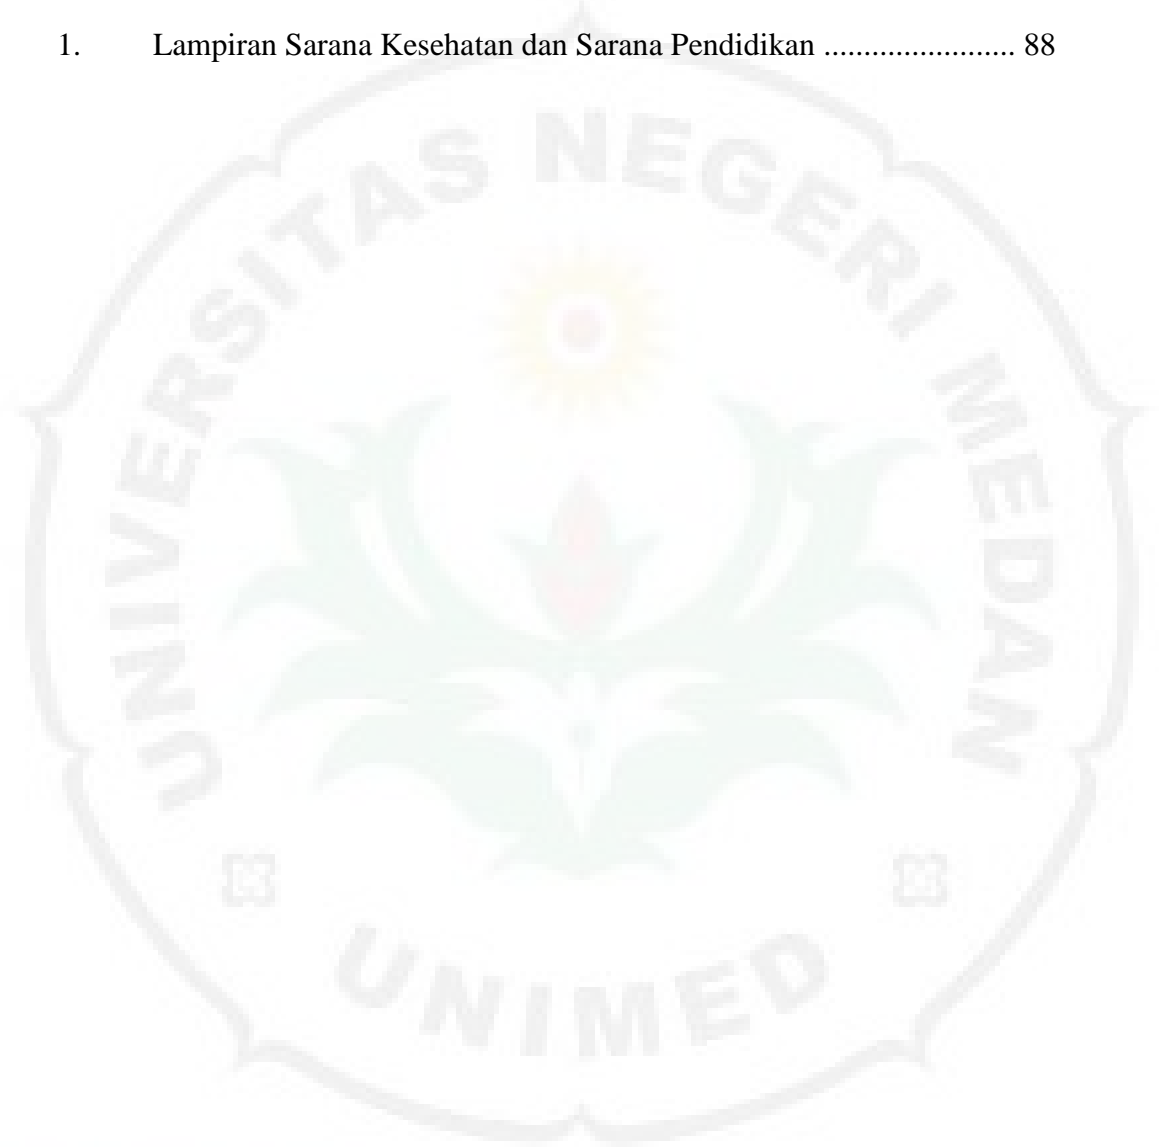 1. Lampiran Sarana Kesehatan dan Sarana Pendidikan ........................ 88
UNIVERSITAS NEGERI MEDAN
UNIMED